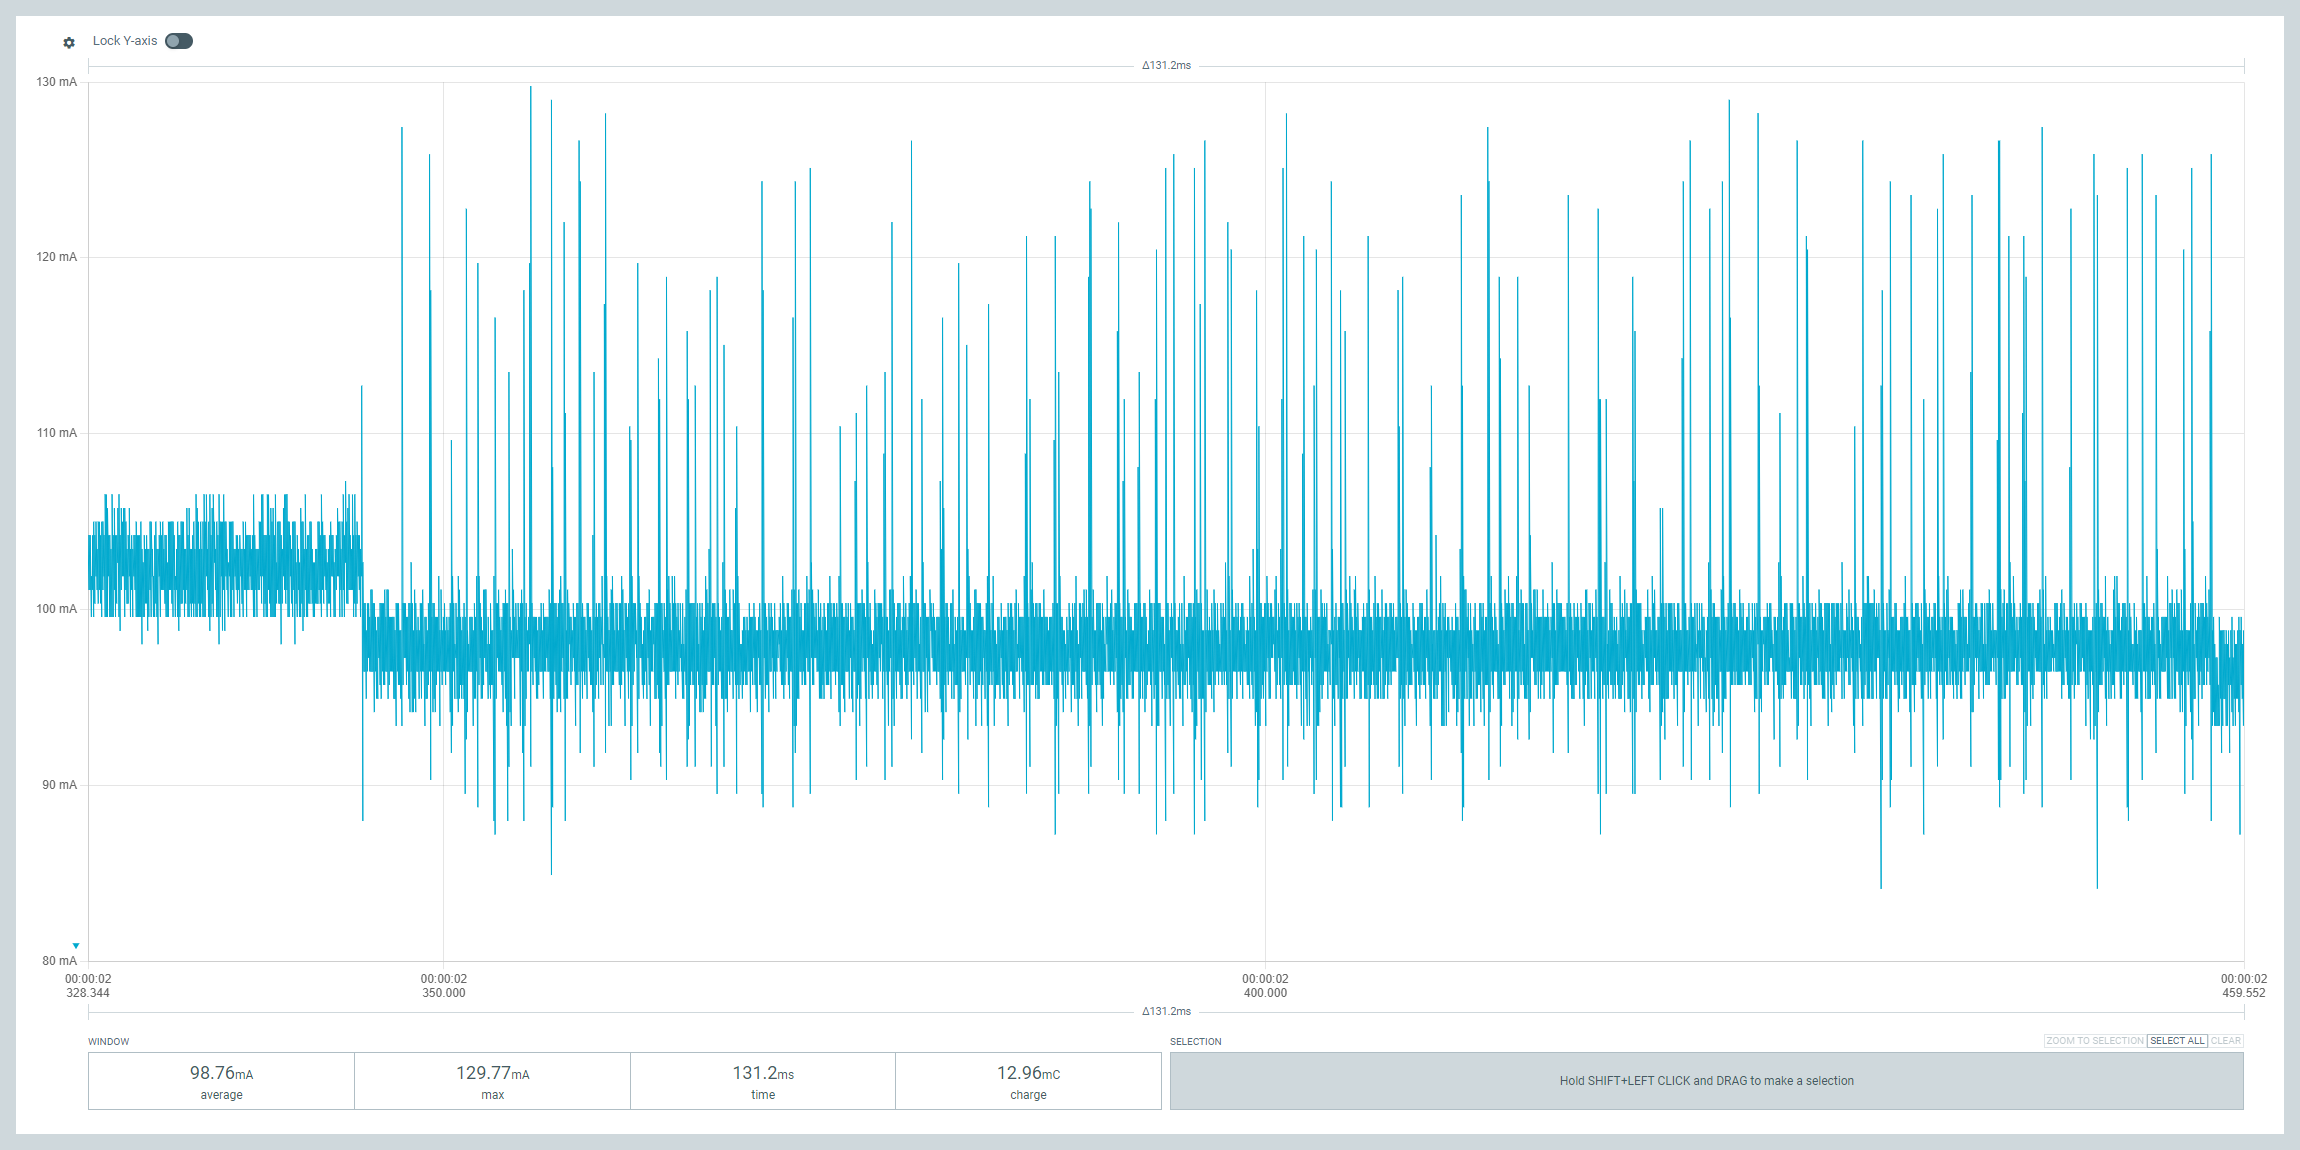 Lock Y-axis
Δ131.2ms
130 mA
120 mA
110 mA
100 mA
90 mA
80 mA
00:00:02 00:00:02 00:00:02 00:00:02
328.344 350.000 400.000 459.552
Δ131.2ms
WINDOW SELECTION ZOOM TO SELECTION SELECT ALL CLEAR
98.76mA 129.77mA 131.2ms 12.96mC
average max time charge
Hold SHIFT+LEFT CLICK and DRAG to make a selection